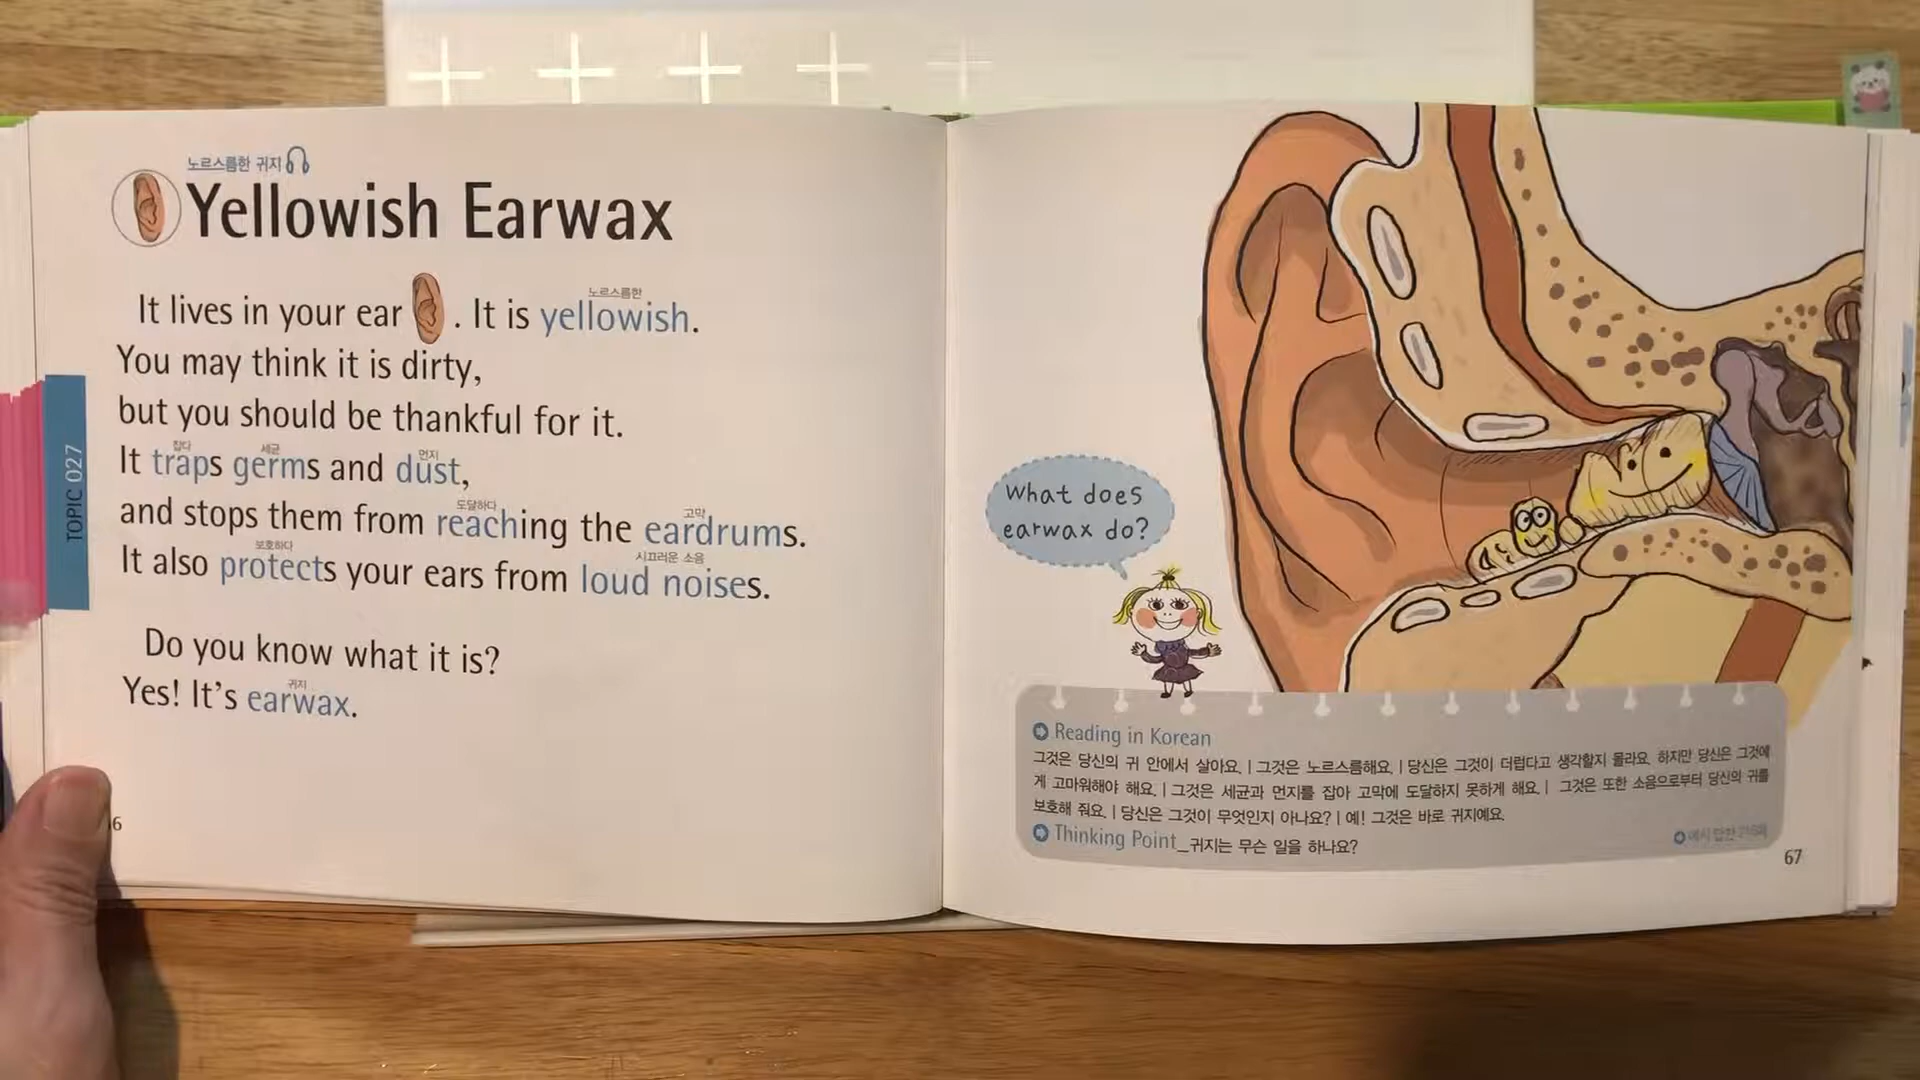 노르스름한 귀지
Yellowish Earwax
It lives in your ear . It is yellowish.
노르스름한
You may think it is dirty,
but you should be thankful for it.
잡다 세균 먼지
It traps germs and dust,
도달하다 고막
and stops them from reaching the eardrums.
보호하다 시끄러운 소음
It also protects your ears from loud noises.
Do you know what it is?
귀지
Yes! It's earwax.
TOPIC 027
6
What does
earwax do?
Reading in Korean
그것은 당신의 귀 안에서 살아요. | 그것은 노르스름해요. | 당신은 그것이 더럽다고 생각할지 몰라요. 하지만 당신은 그것에
게 고마워해야 해요. | 그것은 세균과 먼지를 잡아 고막에 도달하지 못하게 해요. | 그것은 또한 소음으로부터 당신의 귀를
보호해 줘요. | 당신은 그것이 무엇인지 아나요? | 예! 그것은 바로 귀지예요.
Thinking Point_귀지는 무슨 일을 하나요?
예시 답안
67